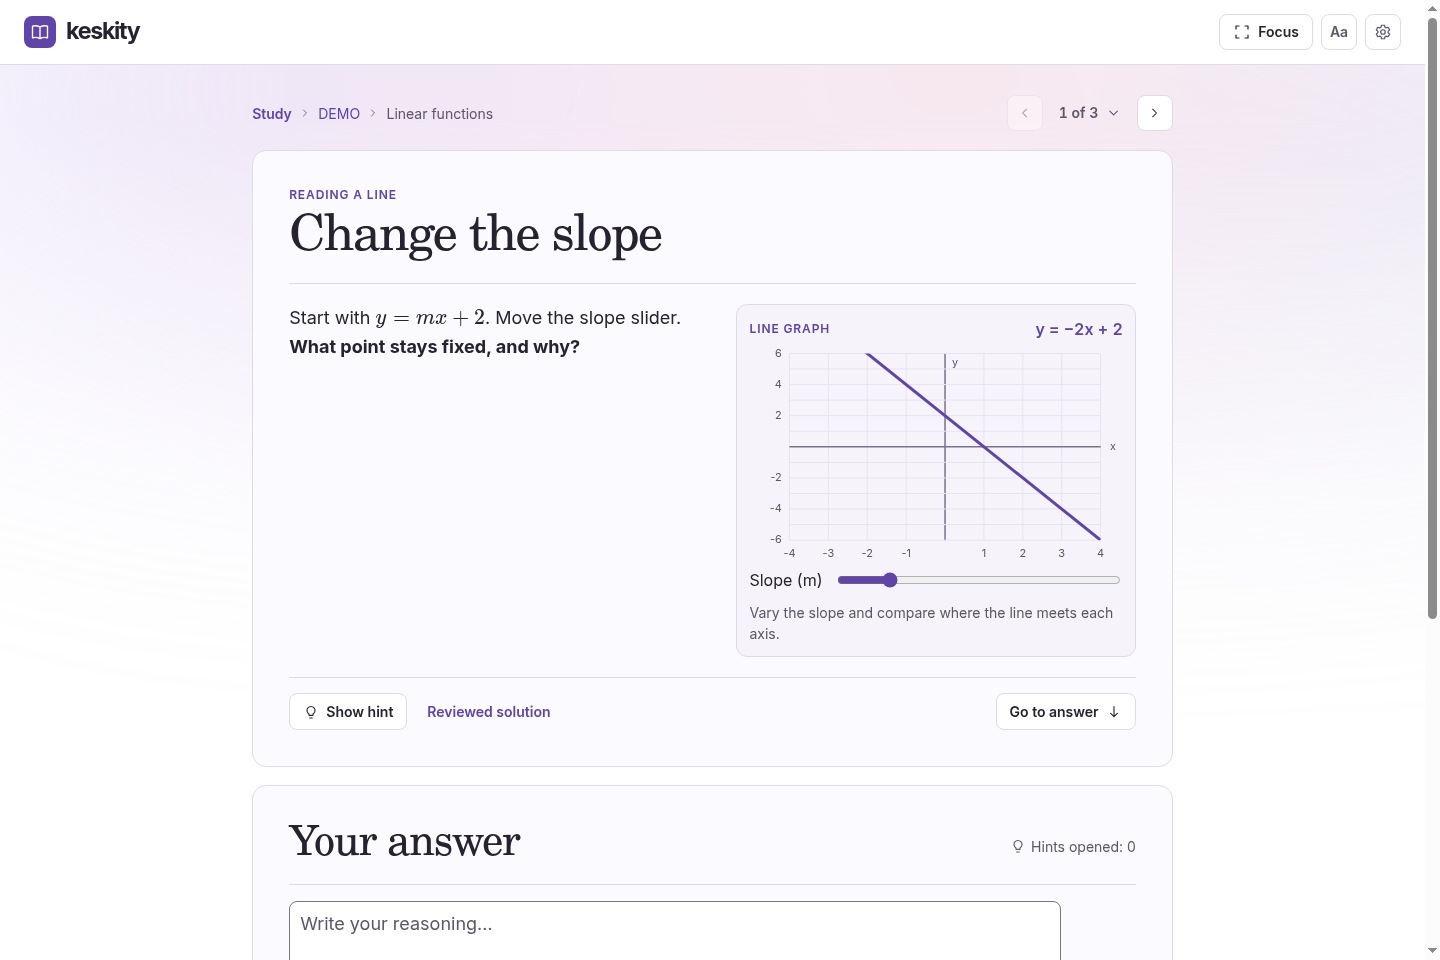 keskity
Focus
Aa
Study
DEMO
Linear functions
1 of 3
READING A LINE
Change the slope
Start with y = mx + 2. Move the slope slider.
What point stays fixed, and why?
LINE GRAPH
y = −2x + 2
6
4
2
-2
-4
-6
y
x
-4 -3 -2 -1 1 2 3 4
Slope (m)
Vary the slope and compare where the line meets each
axis.
Show hint
Reviewed solution
Go to answer
Your answer
Hints opened: 0
Write your reasoning...